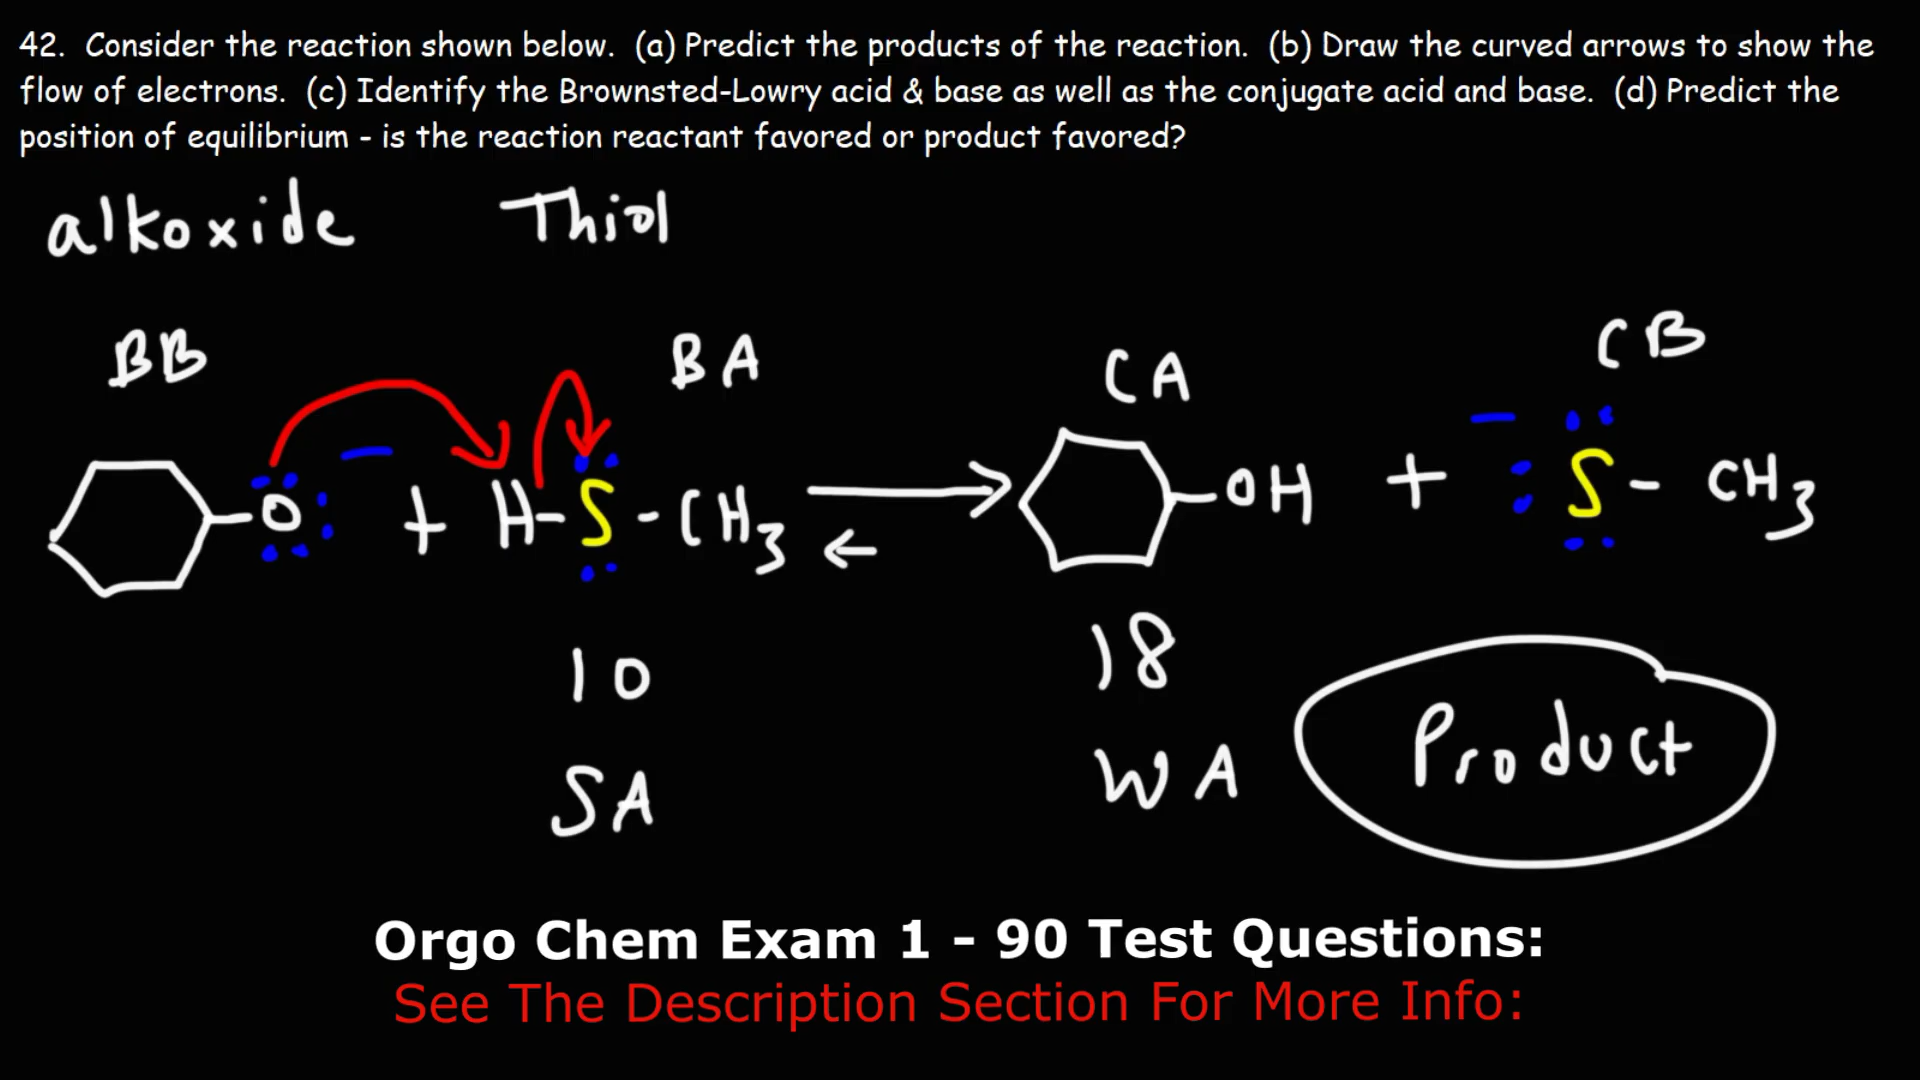 42. Consider the reaction shown below. (a) Predict the products of the reaction. (b) Draw the curved arrows to show the
flow of electrons. (c) Identify the Brownsted-Lowry acid & base as well as the conjugate acid and base. (d) Predict the
position of equilibrium - is the reaction reactant favored or product favored?
alkoxide Thiol
BB BA CA CB
O⁻ + H-S-CH3 ⟶ OH + ⁻S-CH3
←
10 18
SA WA Product
Orgo Chem Exam 1 - 90 Test Questions:
See The Description Section For More Info: